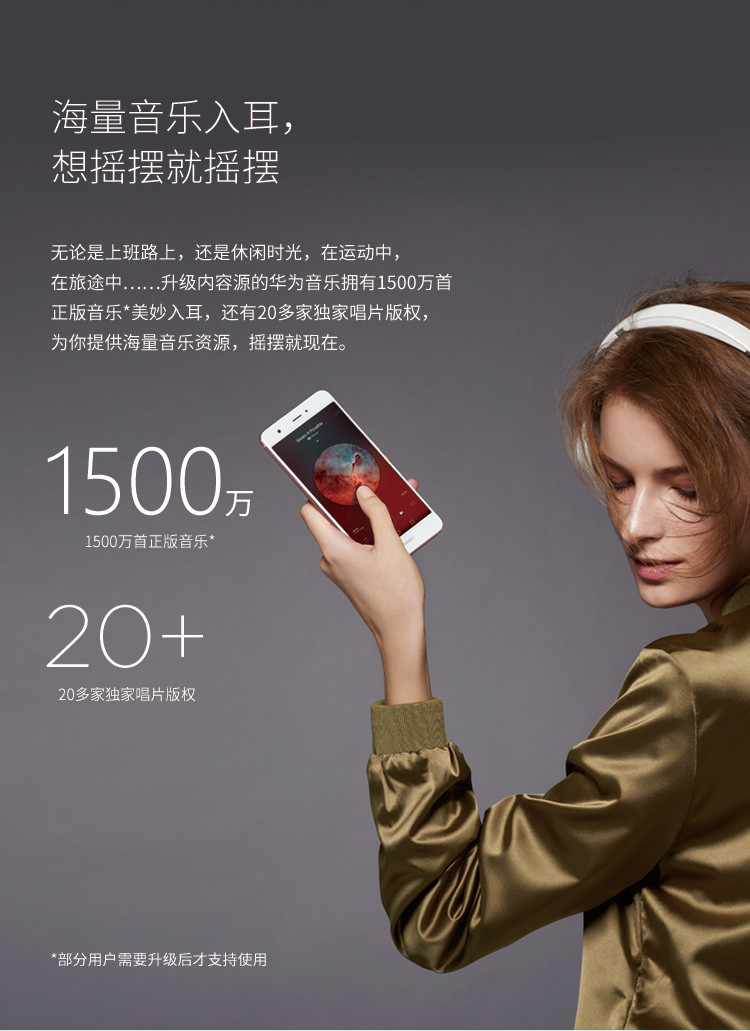 海量音乐入耳，
想摇摆就摇摆
无论是上班路上，还是休闲时光，在运动中，
在旅途中……升级内容源的华为音乐拥有1500万首
正版音乐*美妙入耳，还有20多家独家唱片版权，
为你提供海量音乐资源，摇摆就现在。
1500万
1500万首正版音乐*
20+
20多家独家唱片版权
*部分用户需要升级后才支持使用